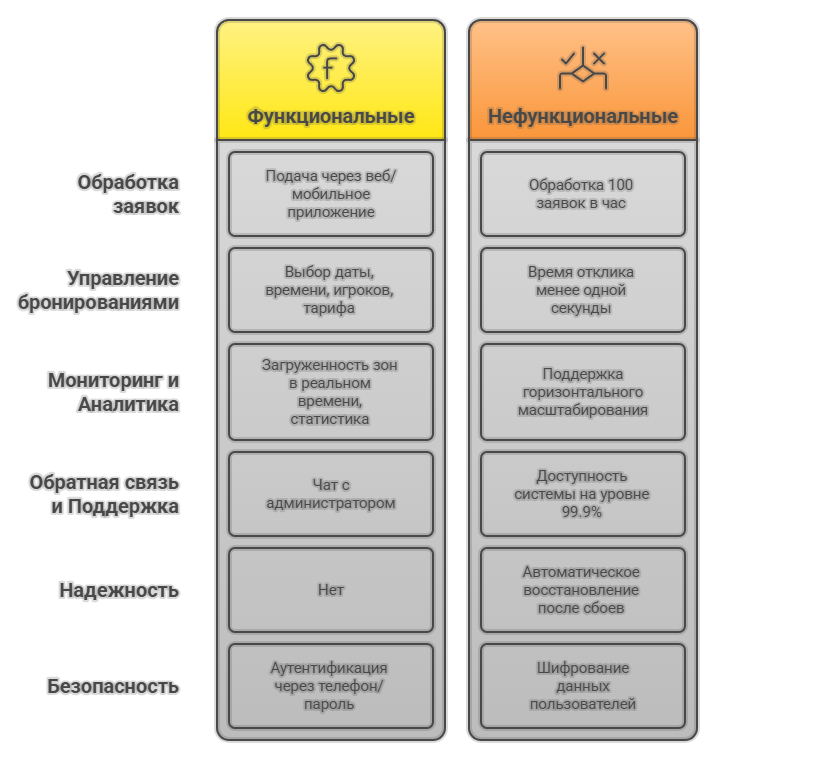 Функциональные
Нефункциональные
Обработка
заявок
Подача через веб/
мобильное
приложение
Обработка 100
заявок в час
Управление
бронированиями
Выбор даты,
времени, игроков,
тарифа
Время отклика
менее одной
секунды
Мониторинг и
Аналитика
Загруженность зон
в реальном
времени,
статистика
Поддержка
горизонтального
масштабирования
Обратная связь
и Поддержка
Чат с
администратором
Доступность
системы на уровне
99.9%
Надежность
Нет
Автоматическое
восстановление
после сбоев
Безопасность
Аутентификация
через телефон/
пароль
Шифрование
данных
пользователей